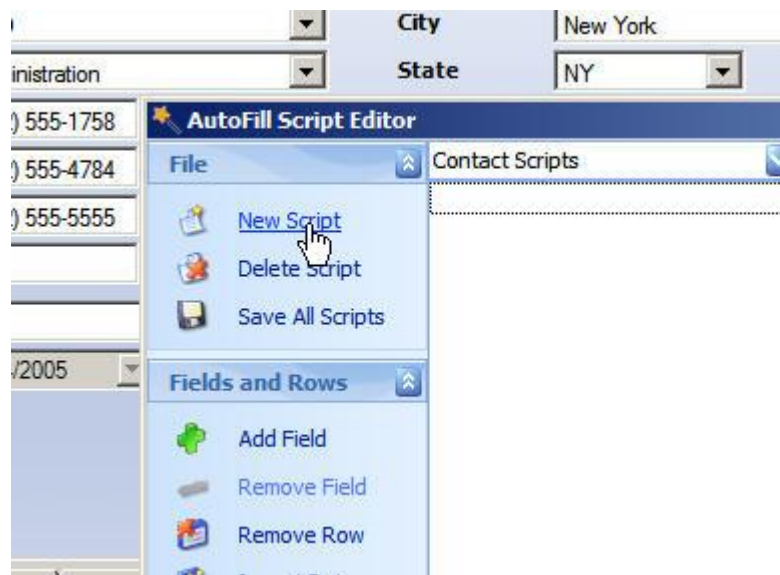 City New York
inistration State NY
) 555-1758 AutoFill Script Editor
) 555-4784 File Contact Scripts
) 555-5555 New Script
Delete Script
Save All Scripts
/2005 Fields and Rows
Add Field
Remove Field
Remove Row